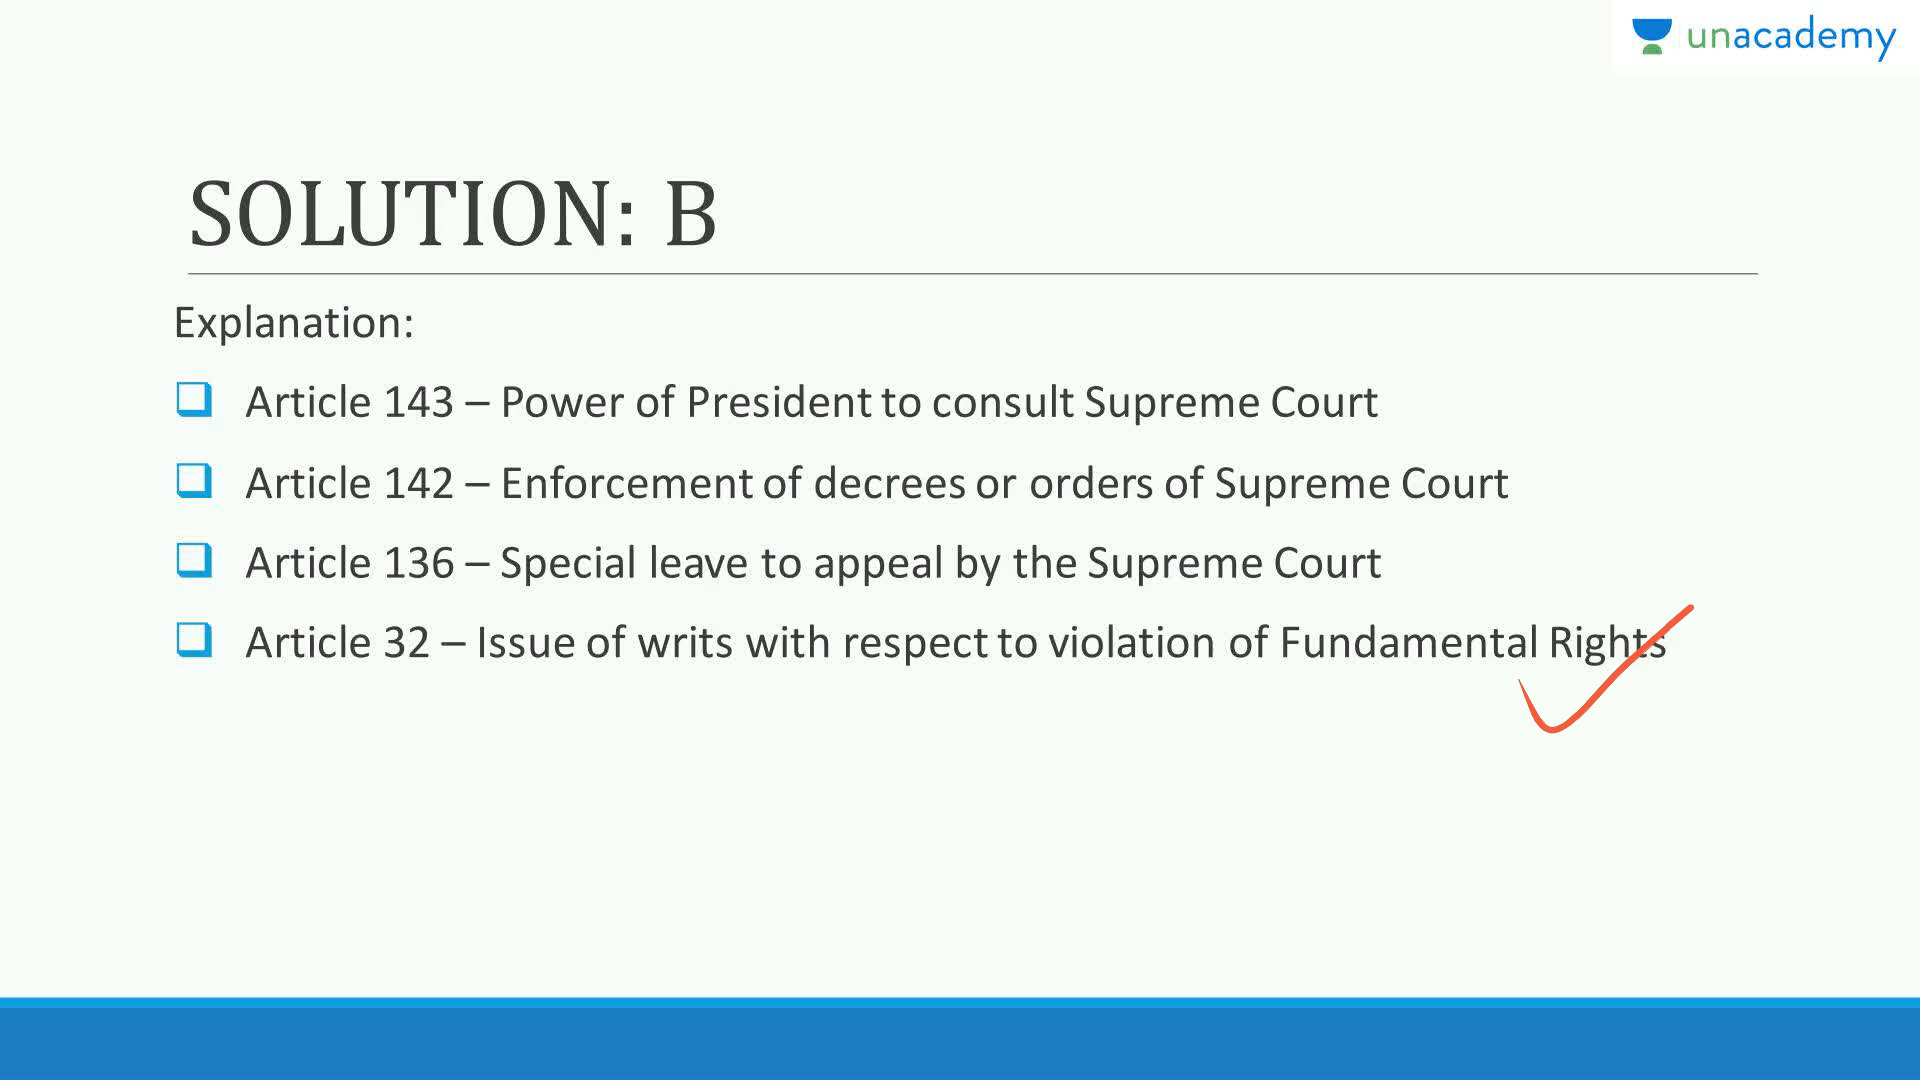 unacademy
SOLUTION: B
Explanation:
Article 143 – Power of President to consult Supreme Court
Article 142 – Enforcement of decrees or orders of Supreme Court
Article 136 – Special leave to appeal by the Supreme Court
Article 32 – Issue of writs with respect to violation of Fundamental Rights